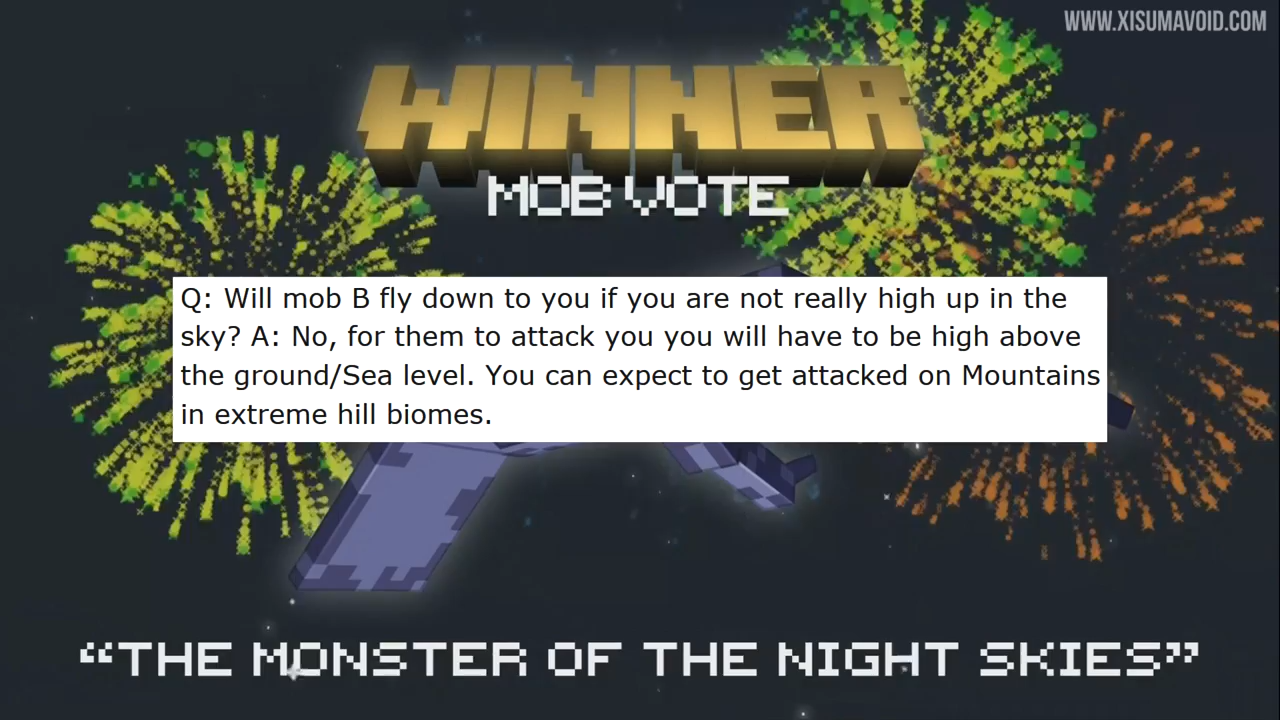 WWW.XISUMAVOID.COM
WINNER
MOB VOTE
Q: Will mob B fly down to you if you are not really high up in the
sky? A: No, for them to attack you you will have to be high above
the ground/Sea level. You can expect to get attacked on Mountains
in extreme hill biomes.
“THE MONSTER OF THE NIGHT SKIES”